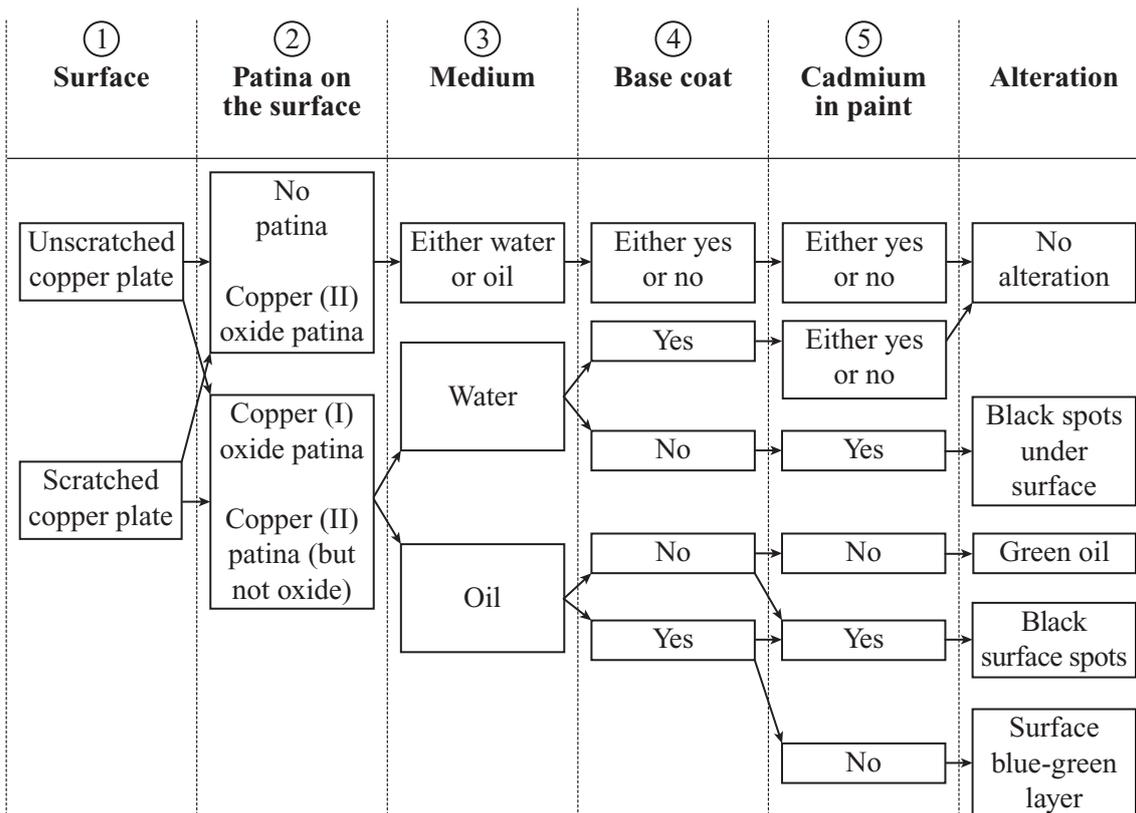 1
2
3
4
5
Surface
Patina on
the surface
Medium
Base coat
Cadmium
in paint
Alteration
Unscratched
copper plate
Scratched
copper plate
No
patina
Copper (II)
oxide patina
Copper (I)
oxide patina
Copper (II)
patina (but
not oxide)
Either water
or oil
Water
Oil
Either yes
or no
Yes
No
No
Yes
Either yes
or no
Either yes
or no
Yes
No
Yes
No
No
alteration
Black spots
under
surface
Green oil
Black
surface spots
Surface
blue-green
layer